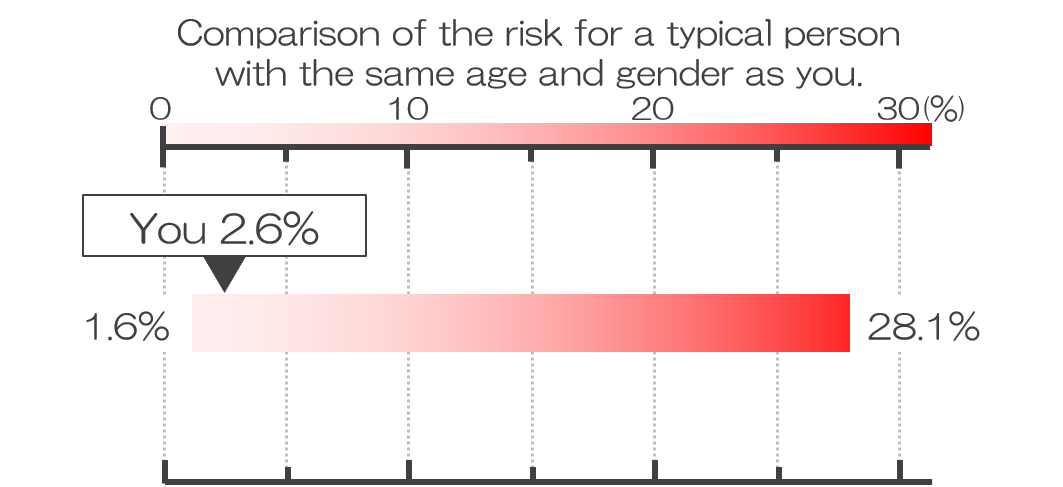 Comparison of the risk for a typical person
with the same age and gender as you.
0 10 20 30(%)
You 2.6%
1.6% 28.1%